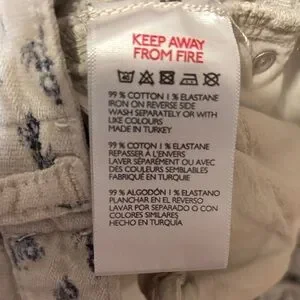 KEEP AWAY
FROM FIRE
99 % COTTON 1 % ELASTANE
IRON ON REVERSE SIDE
WASH SEPARATELY OR WITH
LIKE COLOURS
MADE IN TURKEY
99 % COTON 1 % ELASTANE
REPASSER À L'ENVERS
LAVER SÉPARÉMENT OU AVEC
DES COULEURS SEMBLABLES
FABRIQUÉ EN TURQUIE
99 % ALGODÓN 1 % ELASTANO
PLANCHAR EN EL REVERSO
LAVAR POR SEPARADO O CON
COLORES SIMILARES
HECHO EN TURQUÍA